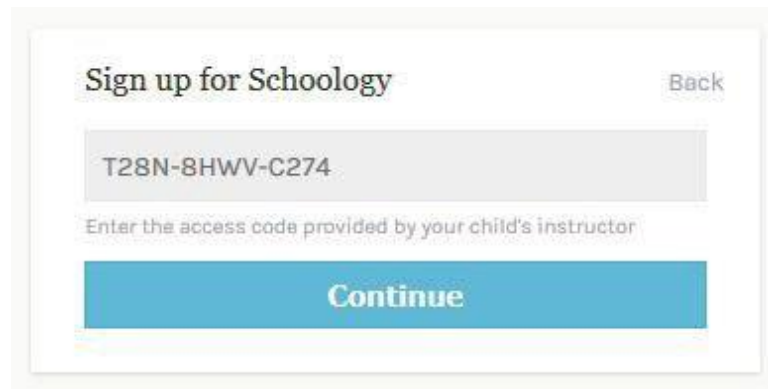 Sign up for Schoology Back
T28N-8HWV-C274
Enter the access code provided by your child's instructor
Continue